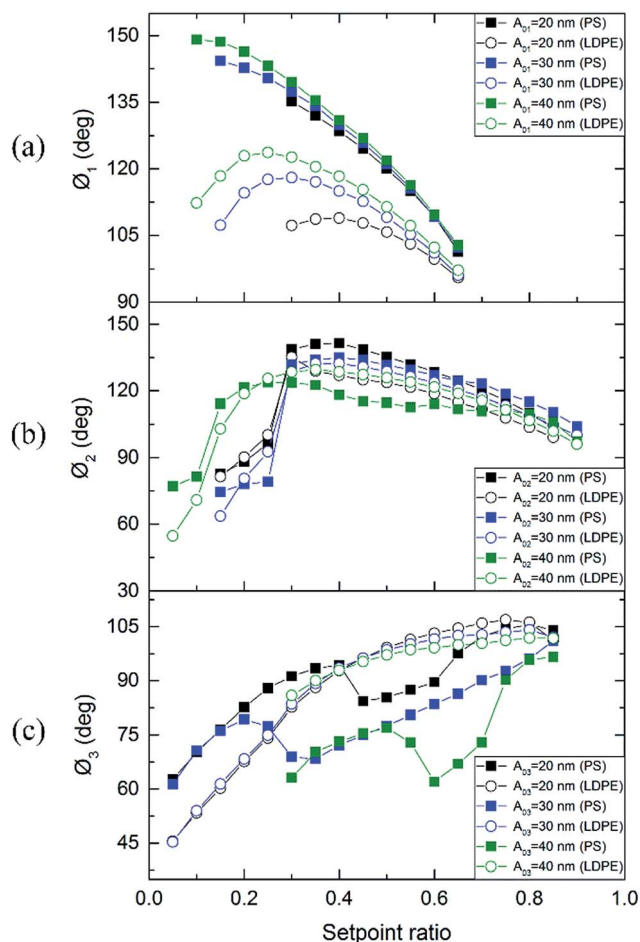 (a)
Ø1 (deg)
150
135
120
105
90
A01=20 nm (PS)
A01=20 nm (LDPE)
A01=30 nm (PS)
A01=30 nm (LDPE)
A01=40 nm (PS)
A01=40 nm (LDPE)
(b)
Ø2 (deg)
150
120
90
60
30
A02=20 nm (PS)
A02=20 nm (LDPE)
A02=30 nm (PS)
A02=30 nm (LDPE)
A02=40 nm (PS)
A02=40 nm (LDPE)
(c)
Ø3 (deg)
105
90
75
60
45
A03=20 nm (PS)
A03=20 nm (LDPE)
A03=30 nm (PS)
A03=30 nm (LDPE)
A03=40 nm (PS)
A03=40 nm (LDPE)
0.0 0.2 0.4 0.6 0.8 1.0
Setpoint ratio